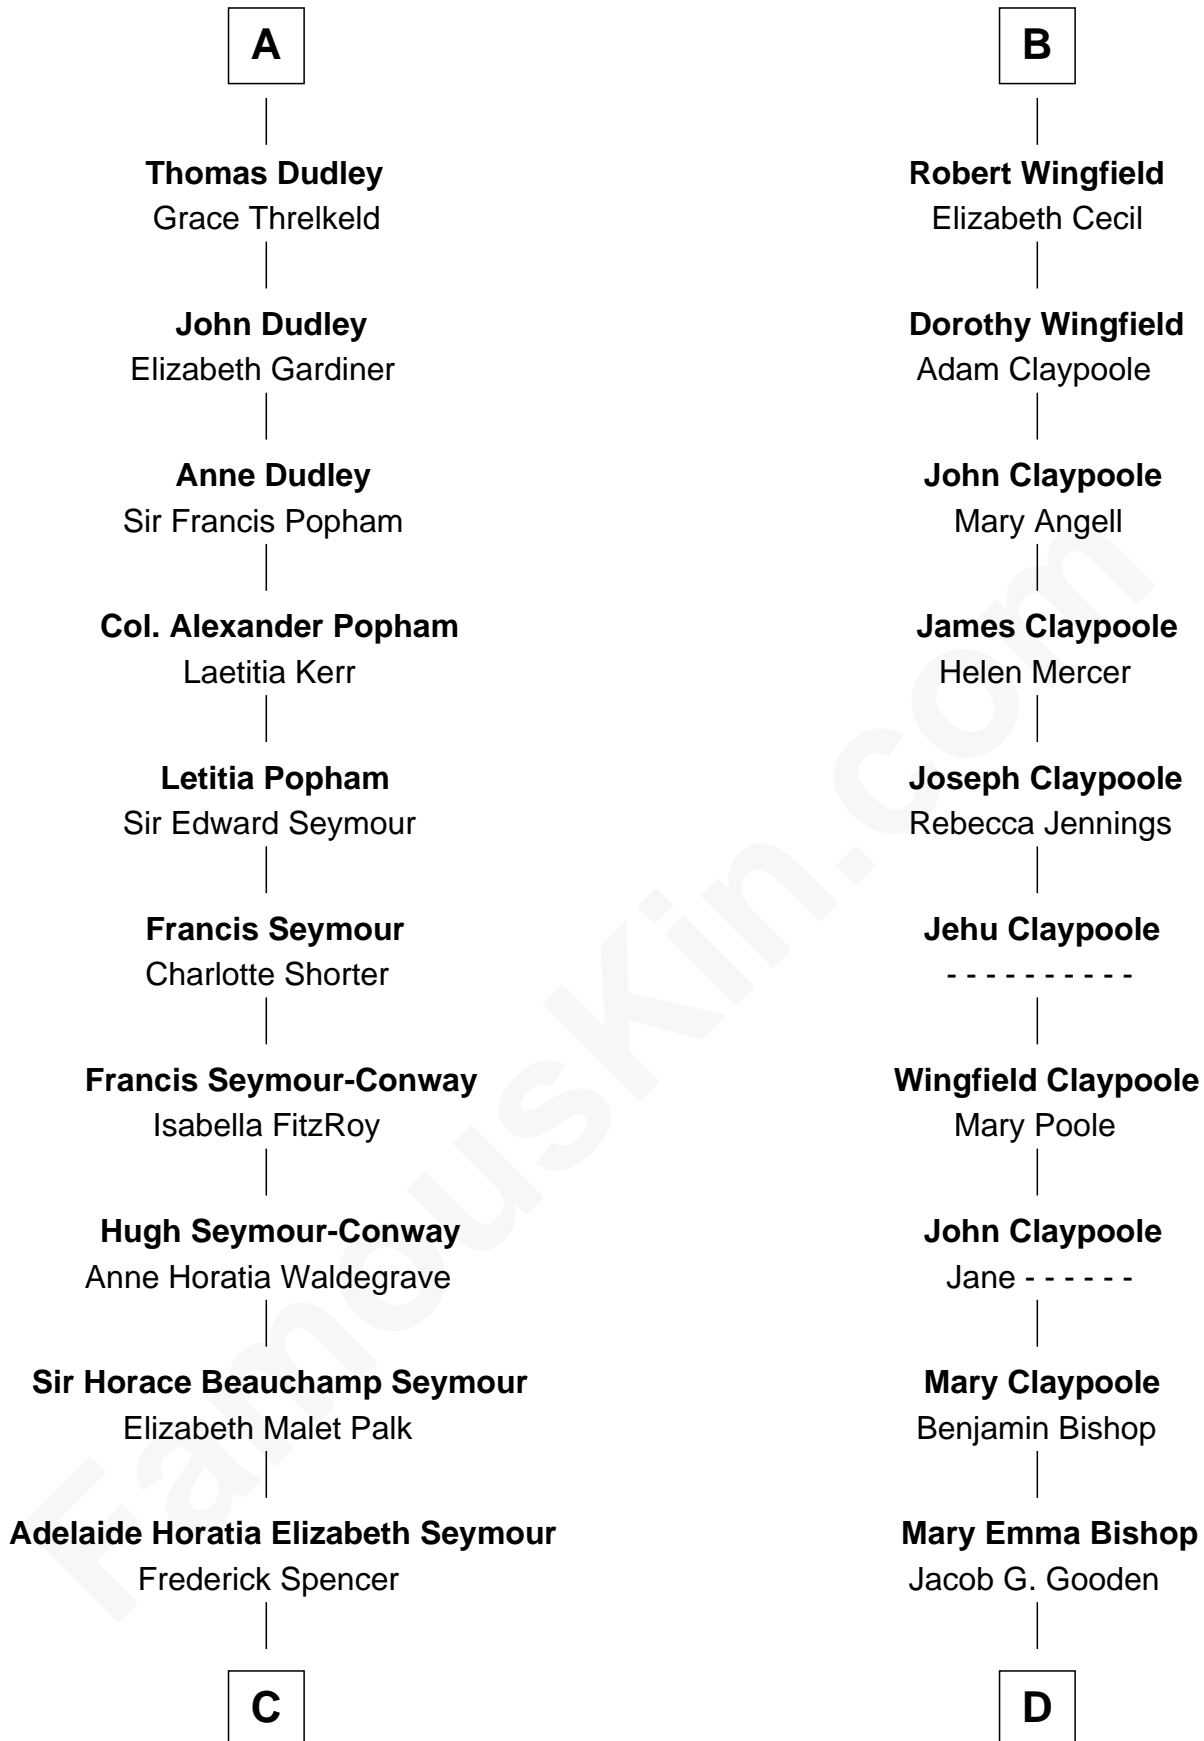 A
Thomas Dudley
Grace Threlkeld
John Dudley
Elizabeth Gardiner
Anne Dudley
Sir Francis Popham
Col. Alexander Popham
Laetitia Kerr
Letitia Popham
Sir Edward Seymour
Francis Seymour
Charlotte Shorter
Francis Seymour-Conway
Isabella FitzRoy
Hugh Seymour-Conway
Anne Horatia Waldegrave
Sir Horace Beauchamp Seymour
Elizabeth Malet Palk
Adelaide Horatia Elizabeth Seymour
Frederick Spencer
C
B
Robert Wingfield
Elizabeth Cecil
Dorothy Wingfield
Adam Claypoole
John Claypoole
Mary Angell
James Claypoole
Helen Mercer
Joseph Claypoole
Rebecca Jennings
Jehu Claypoole
- - - - - - - - - -
Wingfield Claypoole
Mary Poole
John Claypoole
Jane - - - - - -
Mary Claypoole
Benjamin Bishop
Mary Emma Bishop
Jacob G. Gooden
D
FamousKin.com